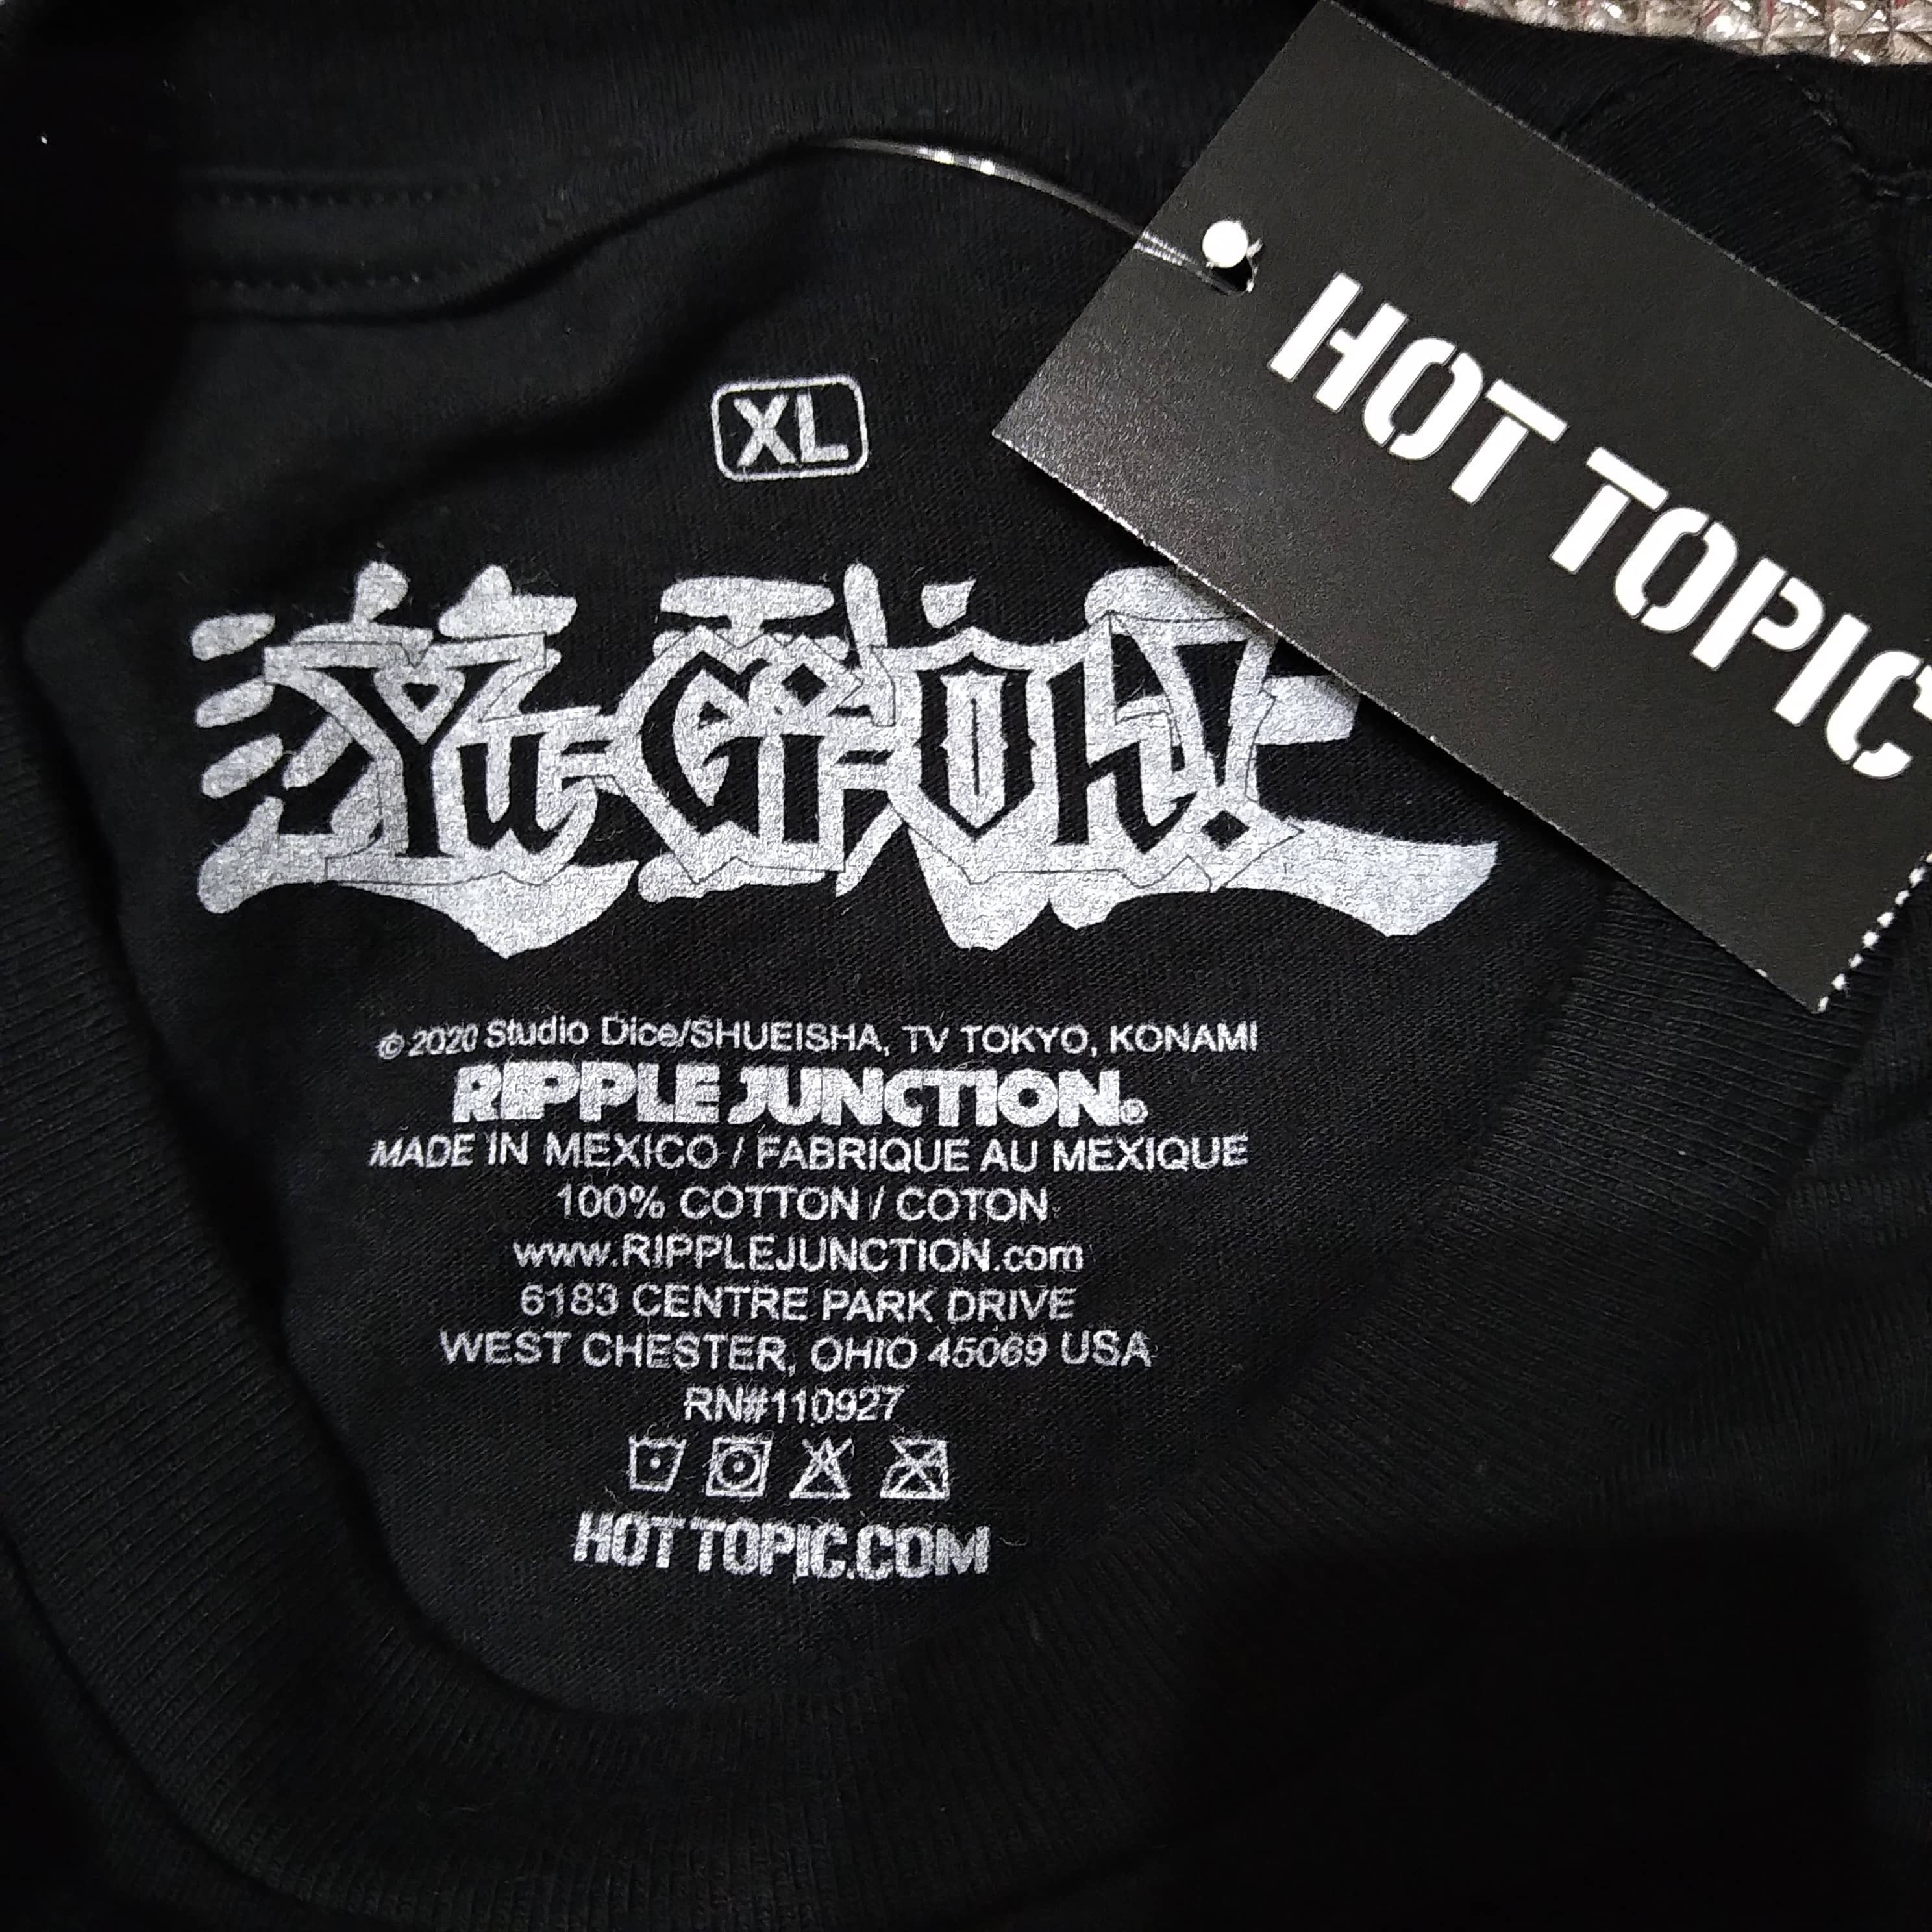 HOT TOPIC
XL
Yu-Gi-Oh!
© 2020 Studio Dice/SHUEISHA, TV TOKYO, KONAMI
RIPPLE JUNCTION®
MADE IN MEXICO / FABRIQUE AU MEXIQUE
100% COTTON / COTON
www.RIPPLEJUNCTION.com
6183 CENTRE PARK DRIVE
WEST CHESTER, OHIO 45069 USA
RN#110927
HOT TOPIC.COM